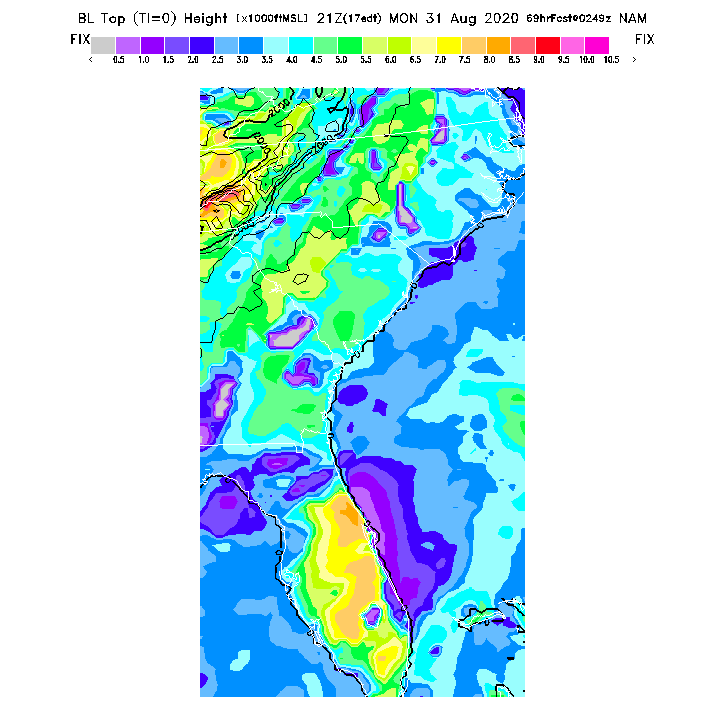 BL Top (TI=0) Height [x1000ftMSL] 21Z(17edt) MON 31 Aug 2020 69hrFcst@0249z NAM
FIX FIX
< 0.5 1.0 1.5 2.0 2.5 3.0 3.5 4.0 4.5 5.0 5.5 6.0 6.5 7.0 7.5 8.0 8.5 9.0 9.5 10.0 10.5 >
2000
2000